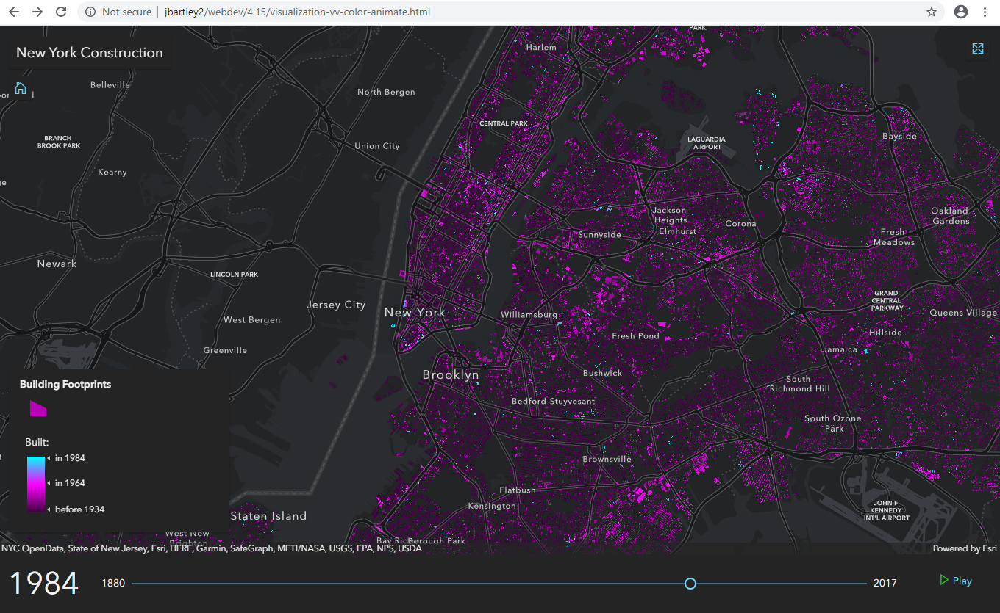 Not secure
jbartley2/webdev/4.15/visualization-vv-color-animate.html
New York Construction
PARK
Harlem
Belleville
North Bergen
CENTRAL PARK
BRANCH
BROOK PARK
Union City
LAGUARDIA
AIRPORT
Bayside
Kearny
Jackson
Heights
Elmhurst
Corona
Oakland
Gardens
Sunnyside
Fresh
Meadows
Newark
LINCOLN PARK
Jersey City
New York
Williamsburg
GRAND
CENTRAL
PARKWAY
Queens Village
West Bergen
Fresh Pond
Hillside
Greenville
Jamaica
Brooklyn
Bushwick
South
Richmond Hill
Building Footprints
Bedford-Stuyvesant
South Ozone
Park
Built:
in 1984
in 1964
before 1934
Brownsville
Flatbush
Kensington
JOHN F
KENNEDY
INT'L AIRPORT
Staten Island
West New
Brighton
Bay Ridge
Borough Park
NYC OpenData, State of New Jersey, Esri, HERE, Garmin, SafeGraph, METI/NASA, USGS, EPA, NPS, USDA
Powered by Esri
1984
1880
2017
Play